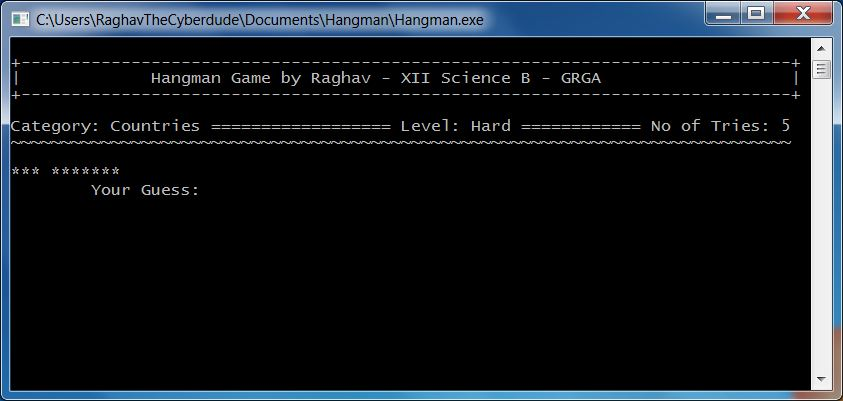 C:\Users\RaghavTheCyberdude\Documents\Hangman\Hangman.exe
+-----------------------------------------------------------------------------+
|             Hangman Game by Raghav - XII Science B - GRGA                   |
+-----------------------------------------------------------------------------+
Category: Countries ================== Level: Hard ============ No of Tries: 5
~~~~~~~~~~~~~~~~~~~~~~~~~~~~~~~~~~~~~~~~~~~~~~~~~~~~~~~~~~~~~~~~~~~~~~~~~~~~~~
*** *******
        Your Guess: